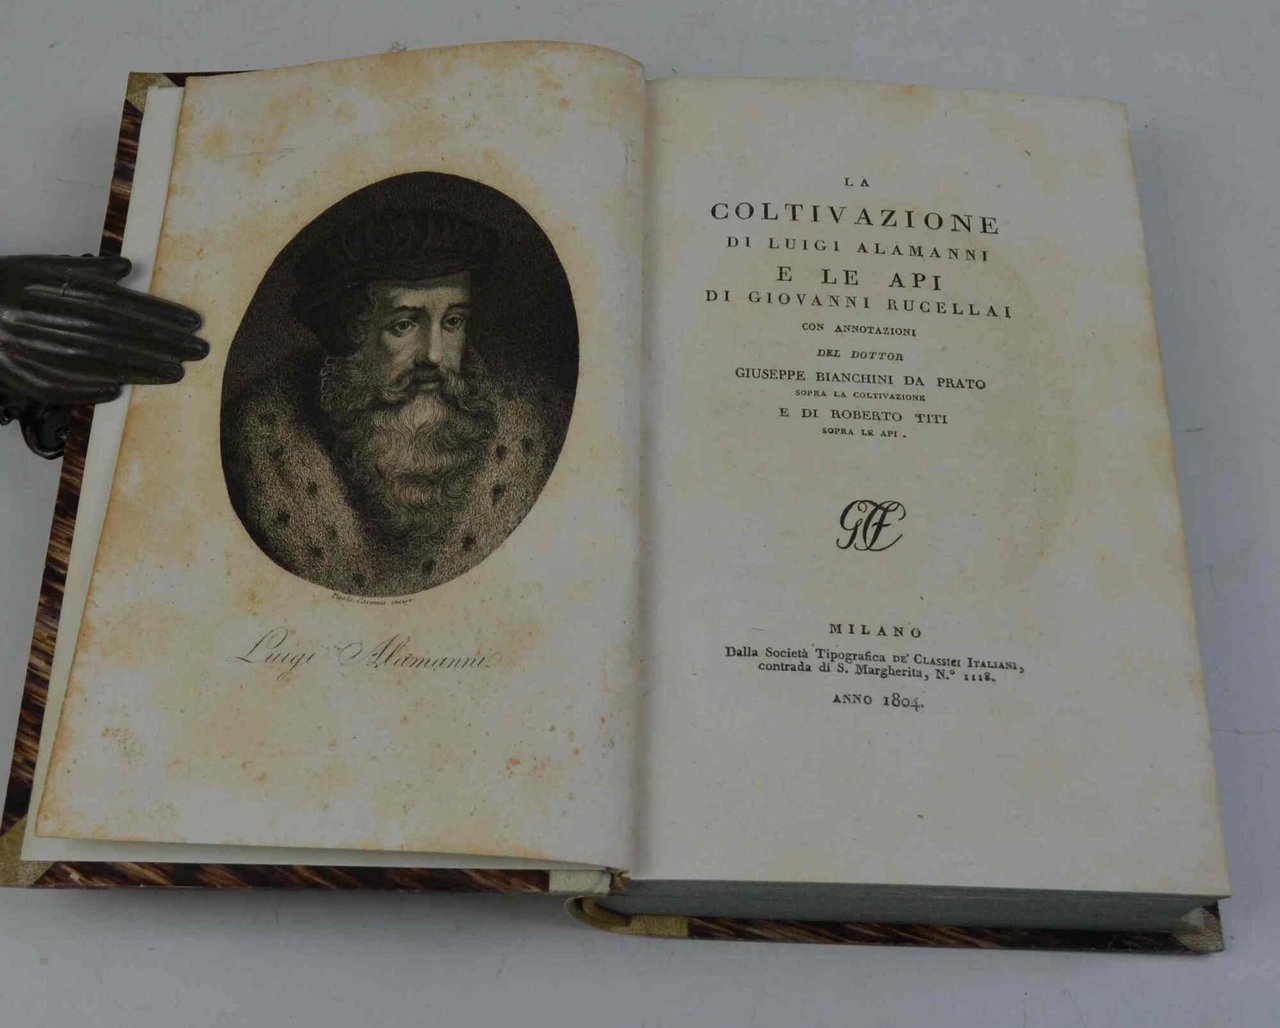 Luigi Alamanni
LA
COLTIVAZIONE
DI LUIGI ALAMANNI
E LE API
DI GIOVANNI RUCELLAI
CON ANNOTAZIONI
DEL DOTTOR
GIUSEPPE BIANCHINI DA PRATO
SOPRA LA COLTIVAZIONE
E DI ROBERTO TITI
SOPRA LE API.
MILANO
Dalla Società Tipografica DE' CLASSICI ITALIANI,
contrada di S. Margherita, N.º 1118.
ANNO 1804.